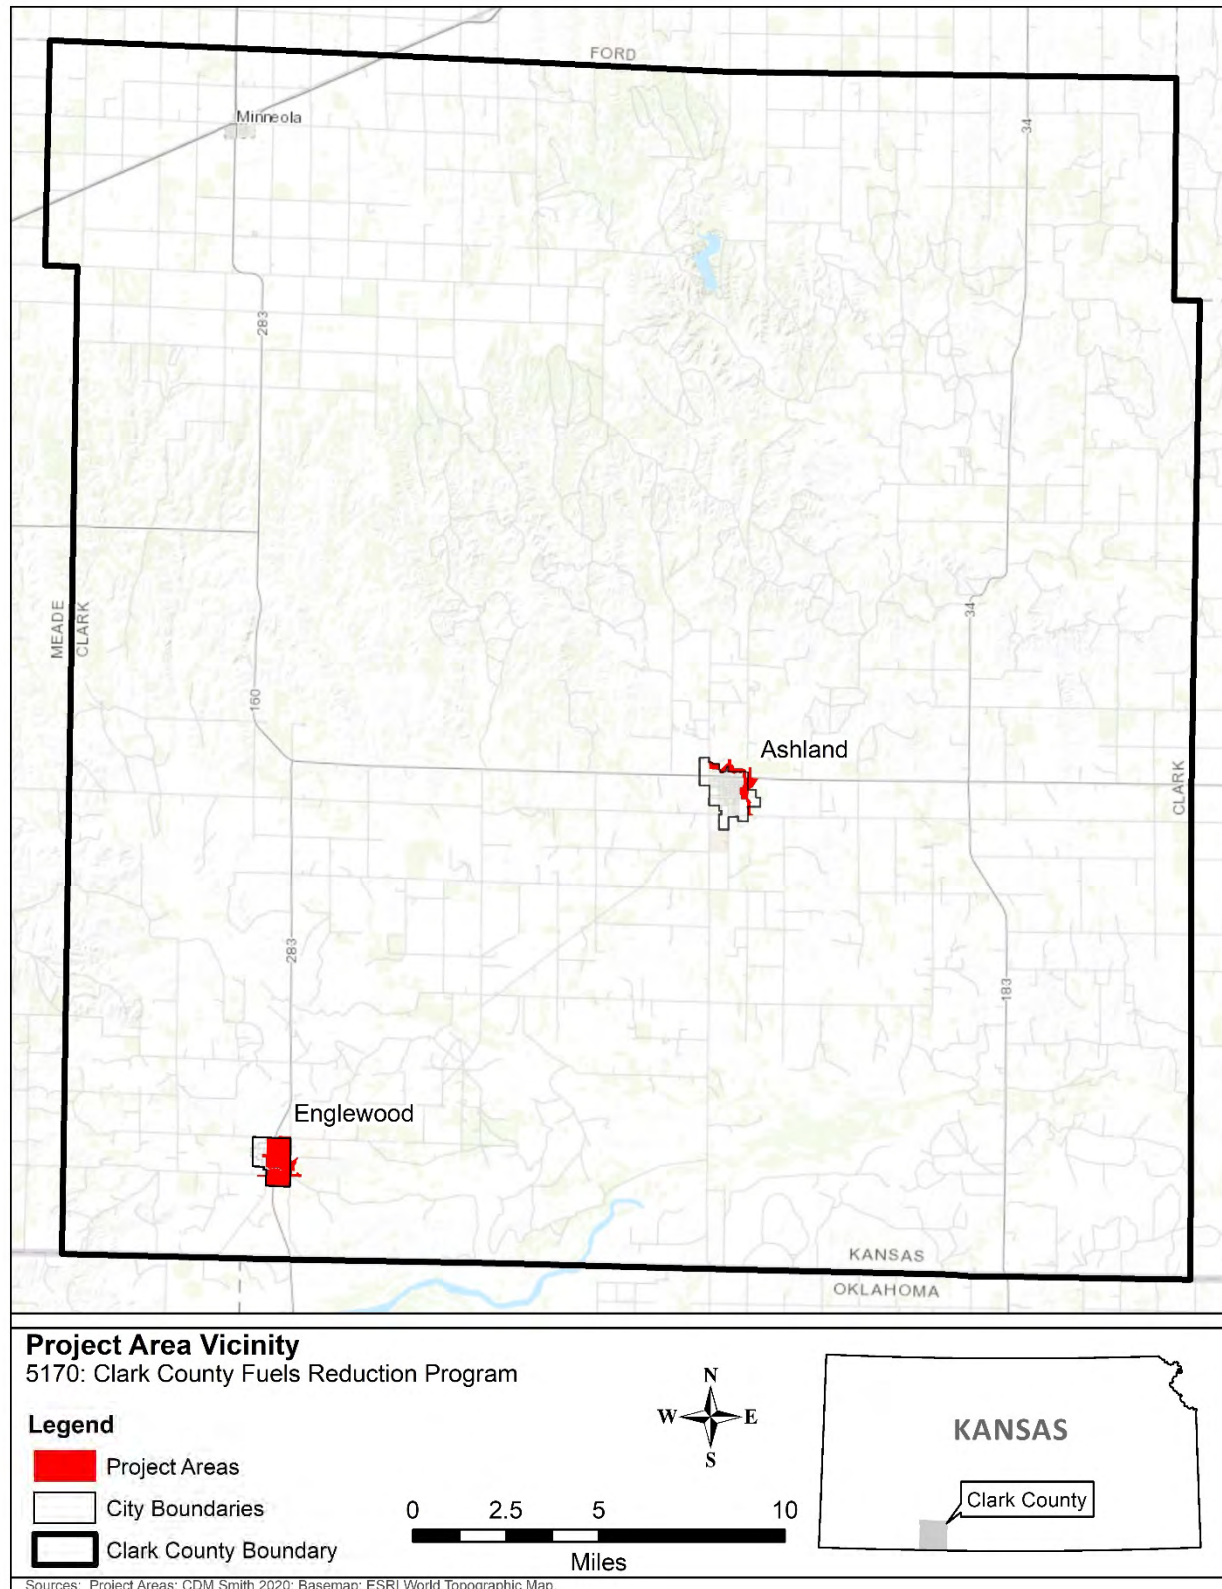 FORD
Minneola
34
283
MEADE
CLARK
34
160
Ashland
CLARK
283
183
Englewood
KANSAS
OKLAHOMA
Project Area Vicinity
5170: Clark County Fuels Reduction Program
Legend
Project Areas
City Boundaries
Clark County Boundary
N
W E
S
0 2.5 5 10
Miles
KANSAS
Clark County
Sources: Project Areas: CDM Smith 2020; Basemap: ESRI World Topographic Map